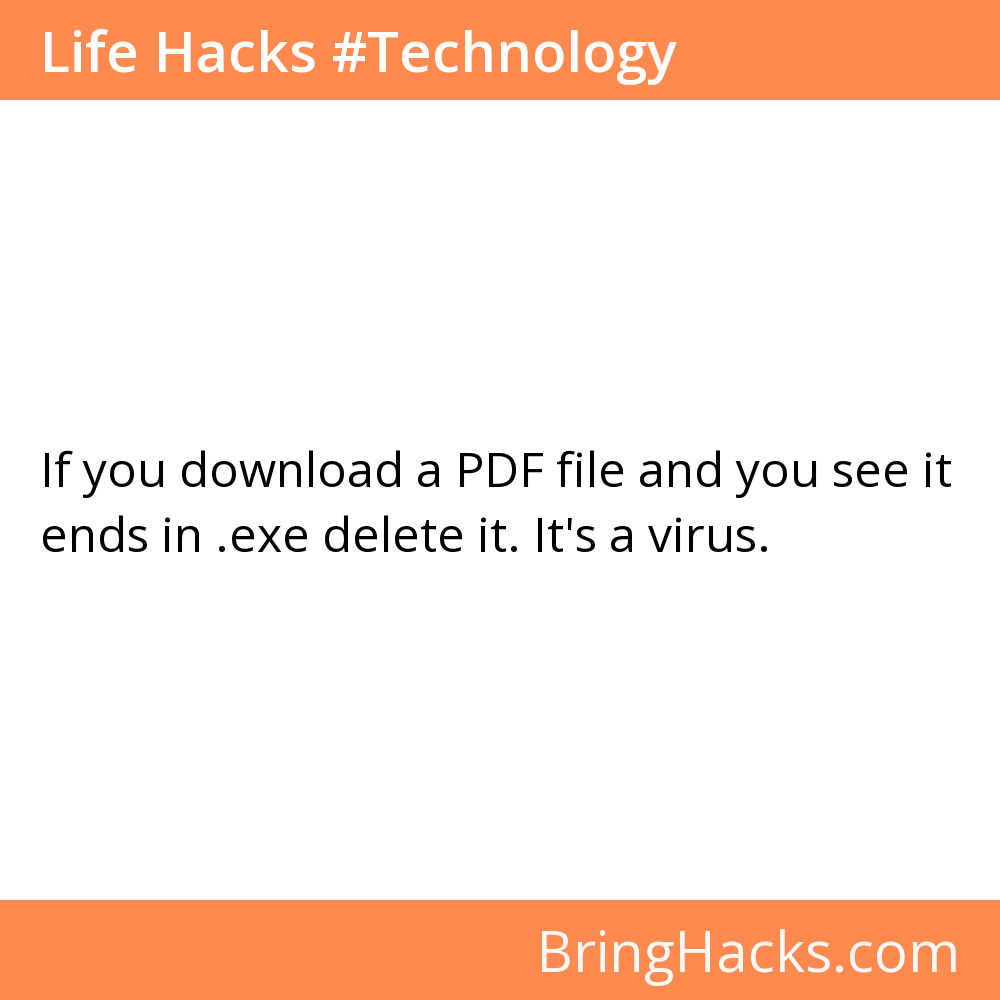 Life Hacks #Technology
If you download a PDF file and you see it
ends in .exe delete it. It's a virus.
BringHacks.com